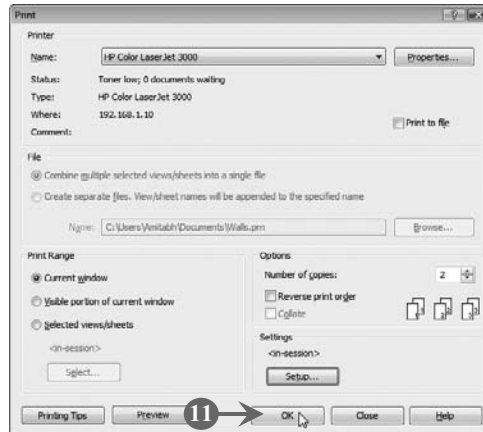 Print
Printer
Name: HP Color LaserJet 3000 Properties...
Status: Toner low; 0 documents waiting
Type: HP Color LaserJet 3000
Where: 192.168.1.10
Comment: Print to file
File
Combine multiple selected views/sheets into a single file
Create separate files. View/sheet names will be appended to the specified name
Name: C:\Users\Amitabh\Documents\Walls.prn Browse...
Print Range
Current window
Visible portion of current window
Selected views/sheets
<in-session>
Select...
Options
Number of copies: 2
Reverse print order
Collate
Settings
<in-session>
Setup...
Printing Tips Preview 11 OK Close Help